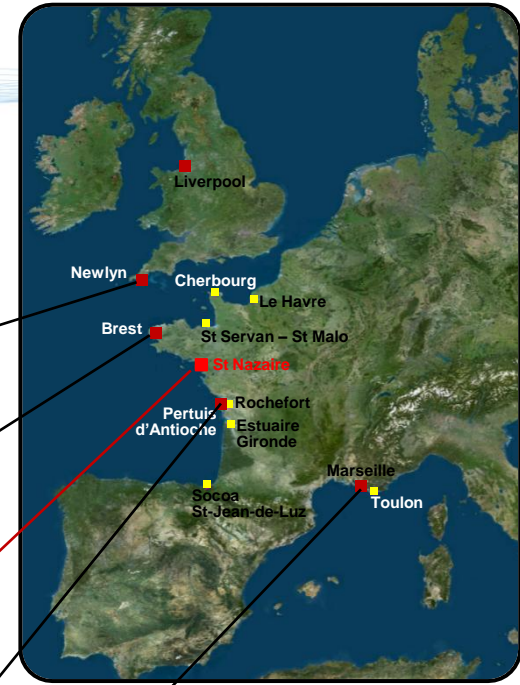 Liverpool
Newlyn
Cherbourg
Le Havre
Brest
St Servan – St Malo
St Nazaire
Rochefort
Pertuis
d'Antioche
Estuaire
Gironde
Marseille
Toulon
Socoa
St-Jean-de-Luz